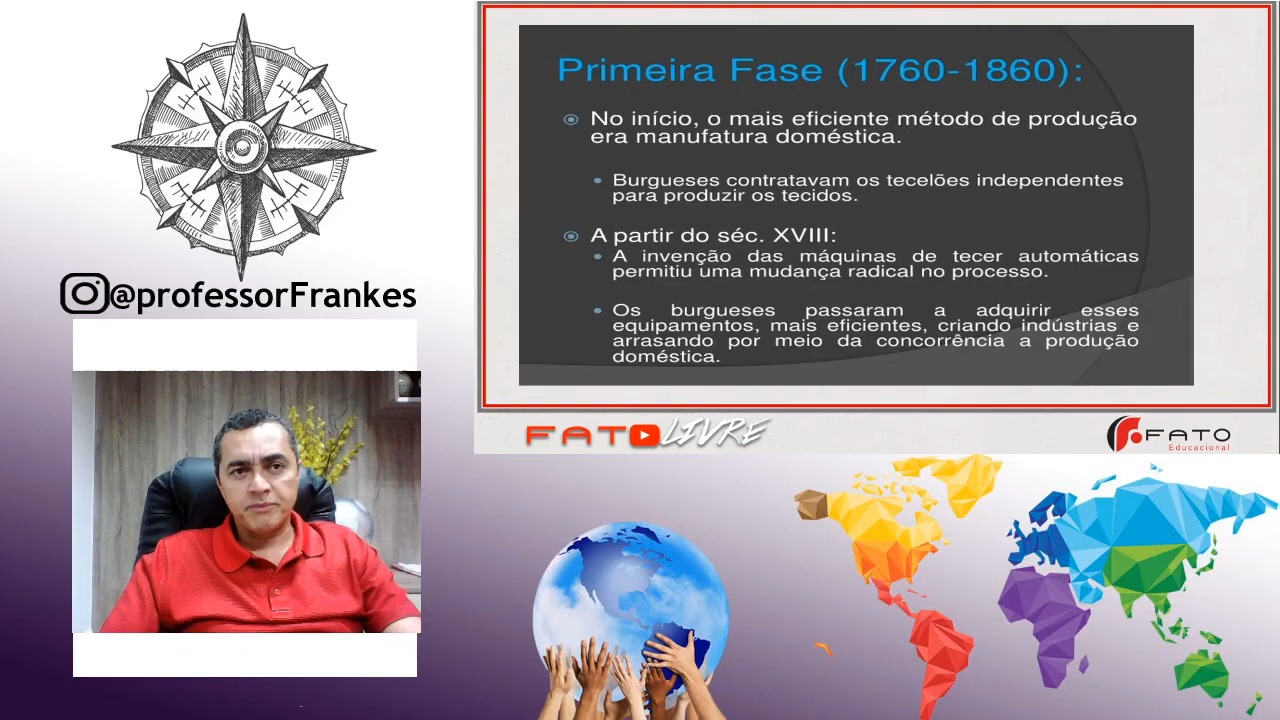 @professorFrankes
Primeira Fase (1760-1860):
No início, o mais eficiente método de produção
era manufatura doméstica.
Burgueses contratavam os tecelões independentes
para produzir os tecidos.
A partir do séc. XVIII:
A invenção das máquinas de tecer automáticas
permitiu uma mudança radical no processo.
Os burgueses passaram a adquirir esses
equipamentos, mais eficientes, criando indústrias e
arrasando por meio da concorrência a produção
doméstica.
FATO LIVRE
FATO
Educacional